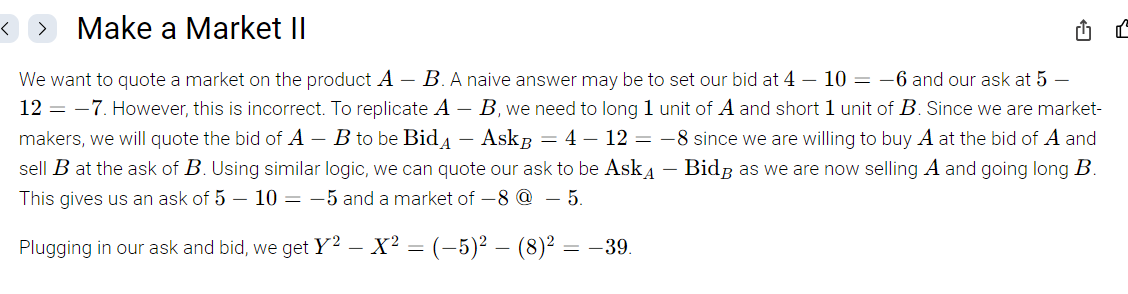 Make a Market II
We want to quote a market on the product A − B. A naive answer may be to set our bid at 4 − 10 = −6 and our ask at 5 −
12 = −7. However, this is incorrect. To replicate A − B, we need to long 1 unit of A and short 1 unit of B. Since we are market-
makers, we will quote the bid of A − B to be Bid_A − Ask_B = 4 − 12 = −8 since we are willing to buy A at the bid of A and
sell B at the ask of B. Using similar logic, we can quote our ask to be Ask_A − Bid_B as we are now selling A and going long B.
This gives us an ask of 5 − 10 = −5 and a market of −8 @ − 5.
Plugging in our ask and bid, we get Y² − X² = (−5)² − (8)² = −39.